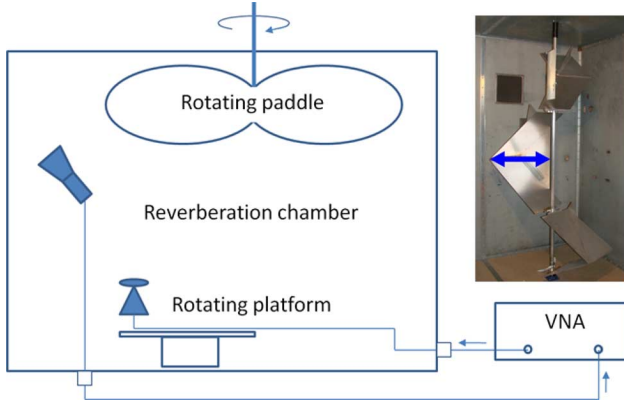 Rotating paddle
Reverberation chamber
Rotating platform
VNA